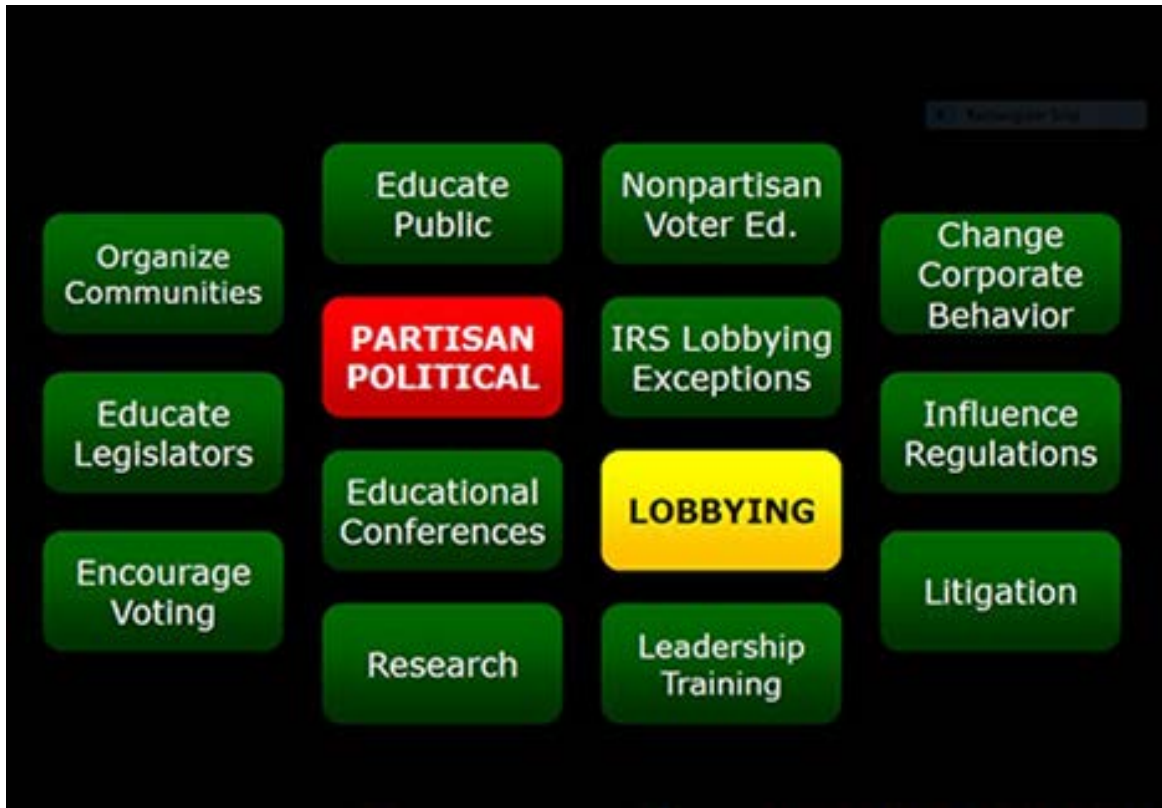 Organize
Communities
Educate
Legislators
Encourage
Voting
Educate
Public
PARTISAN
POLITICAL
Educational
Conferences
Research
Nonpartisan
Voter Ed.
IRS Lobbying
Exceptions
LOBBYING
Leadership
Training
Change
Corporate
Behavior
Influence
Regulations
Litigation